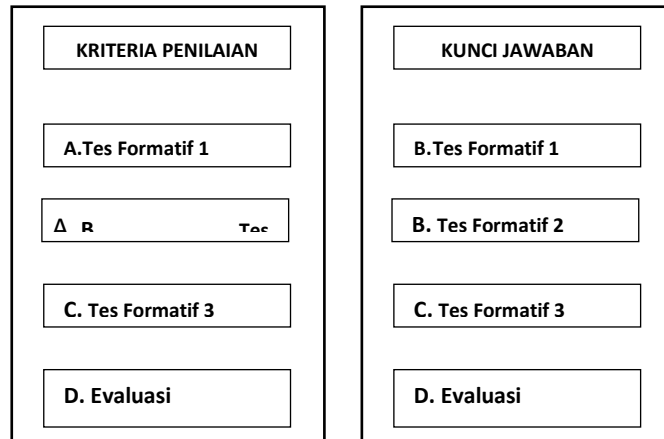 KRITERIA PENILAIAN
A.Tes Formatif 1
B Tes
C. Tes Formatif 3
D. Evaluasi
KUNCI JAWABAN
B.Tes Formatif 1
B. Tes Formatif 2
C. Tes Formatif 3
D. Evaluasi